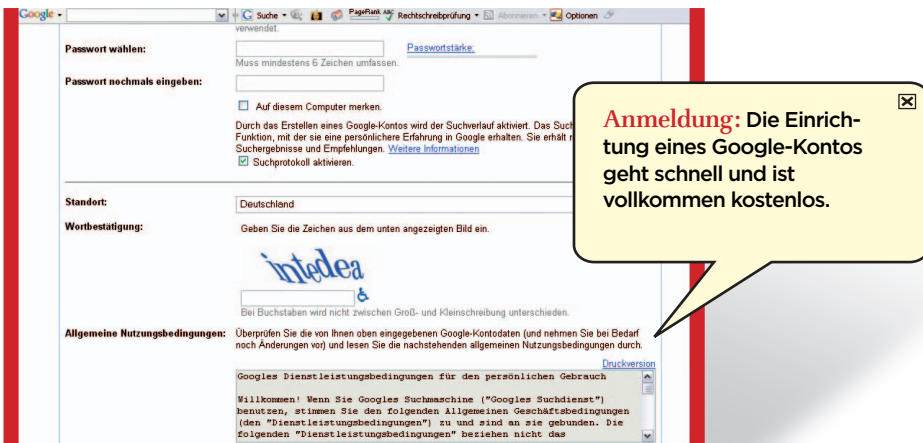 Google
Suche PageRank ABC Rechtschreibprüfung Abonnieren Optionen
verwendet.
Passwort wählen: Passwortstärke:
Muss mindestens 6 Zeichen umfassen.
Passwort nochmals eingeben:
Auf diesem Computer merken.
Durch das Erstellen eines Google-Kontos wird der Suchverlauf aktiviert. Das Such
Funktion, mit der sie eine persönlichere Erfahrung in Google erhalten. Sie erhält
Suchergebnisse und Empfehlungen. Weitere Informationen
Suchprotokoll aktivieren.
Standort: Deutschland
Wortbestätigung: Geben Sie die Zeichen aus dem unten angezeigten Bild ein.
intedea
Bei Buchstaben wird nicht zwischen Groß- und Kleinschreibung unterschieden.
Allgemeine Nutzungsbedingungen: Überprüfen Sie die von Ihnen oben eingegebenen Google-Kontodaten (und nehmen Sie bei Bedarf
noch Änderungen vor) und lesen Sie die nachstehenden allgemeinen Nutzungsbedingungen durch.
Druckversion
Googles Dienstleistungsbedingungen für den persönlichen Gebrauch
Willkommen! Wenn Sie Googles Suchmaschine ("Googles Suchdienst")
benutzen, stimmen Sie den folgenden Allgemeinen Geschäftsbedingungen
(den "Dienstleistungsbedingungen") zu und sind an sie gebunden. Die
folgenden "Dienstleistungsbedingungen" beziehen nicht das
Anmeldung: Die Einrich-
tung eines Google-Kontos
geht schnell und ist
vollkommen kostenlos.